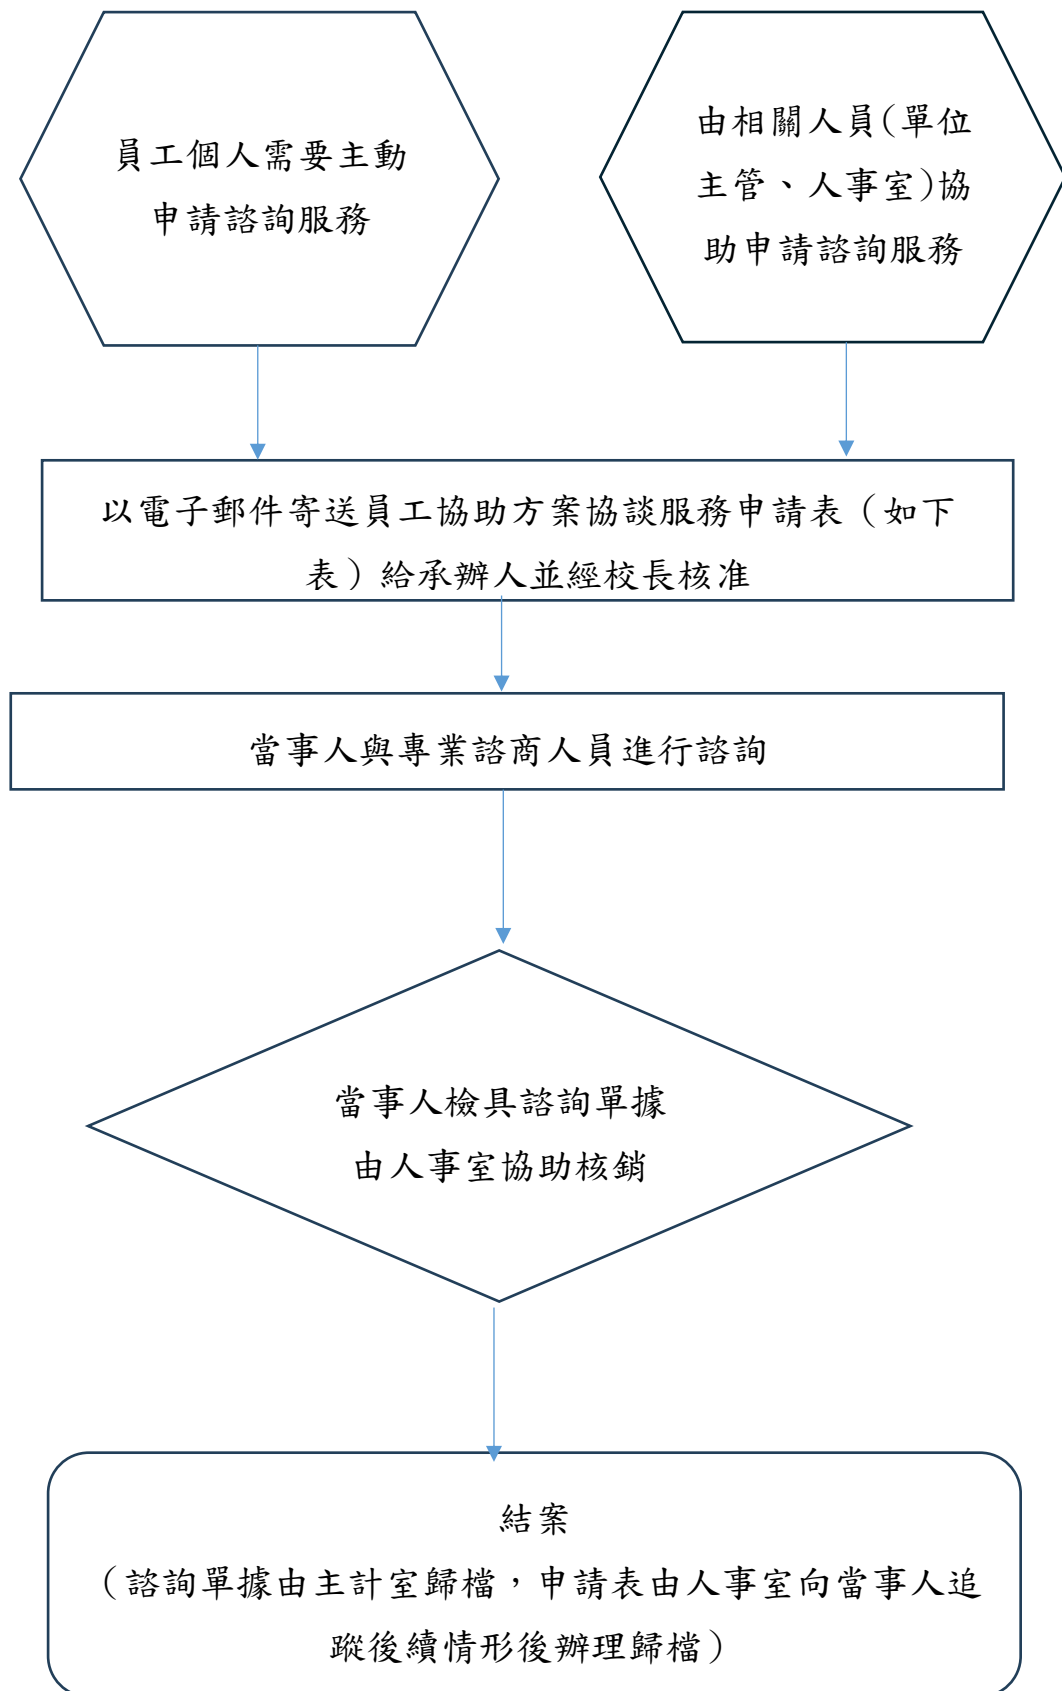 員工個人需要主動
申請諮詢服務
由相關人員(單位
主管、人事室)協
助申請諮詢服務
以電子郵件寄送員工協助方案協談服務申請表（如下
表）給承辦人並經校長核准
當事人與專業諮商人員進行諮詢
當事人檢具諮詢單據
由人事室協助核銷
結案
（諮詢單據由主計室歸檔，申請表由人事室向當事人追
蹤後續情形後辦理歸檔）